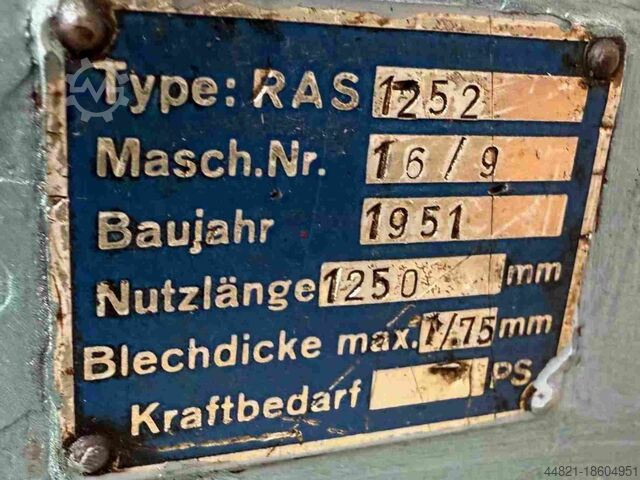 Type: RAS 1252
Masch.Nr. 16/9
Baujahr 1951
Nutzlänge 1250 mm
Blechdicke max. 1/.75 mm
Kraftbedarf PS
44821-18604951